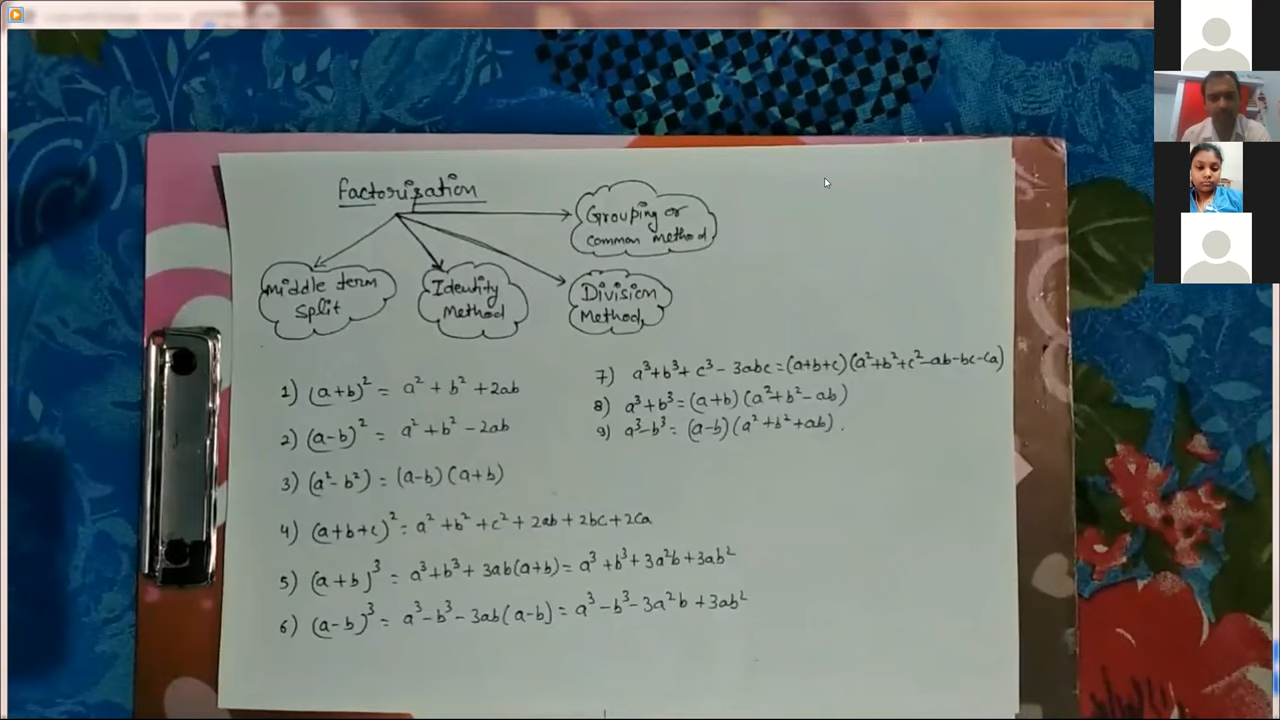 Factorisation
Grouping or
common method
Middle term
split
Identity
Method
Division
Method
1) (a+b)² = a² + b² + 2ab
2) (a-b)² = a² + b² - 2ab
3) (a²-b²) = (a-b) (a+b)
4) (a+b+c)² = a² + b² + c² + 2ab + 2bc + 2ca
5) (a+b)³ = a³+b³+ 3ab(a+b) = a³ + b³ + 3a²b + 3ab²
6) (a-b)³ = a³-b³ - 3ab(a-b) = a³ - b³ - 3a²b + 3ab²
7) a³+b³+ c³ - 3abc = (a+b+c) (a²+b²+c²-ab-bc-ca)
8) a³+b³ = (a+b) (a²+b²-ab)
9) a³-b³ = (a-b) (a²+b²+ab).